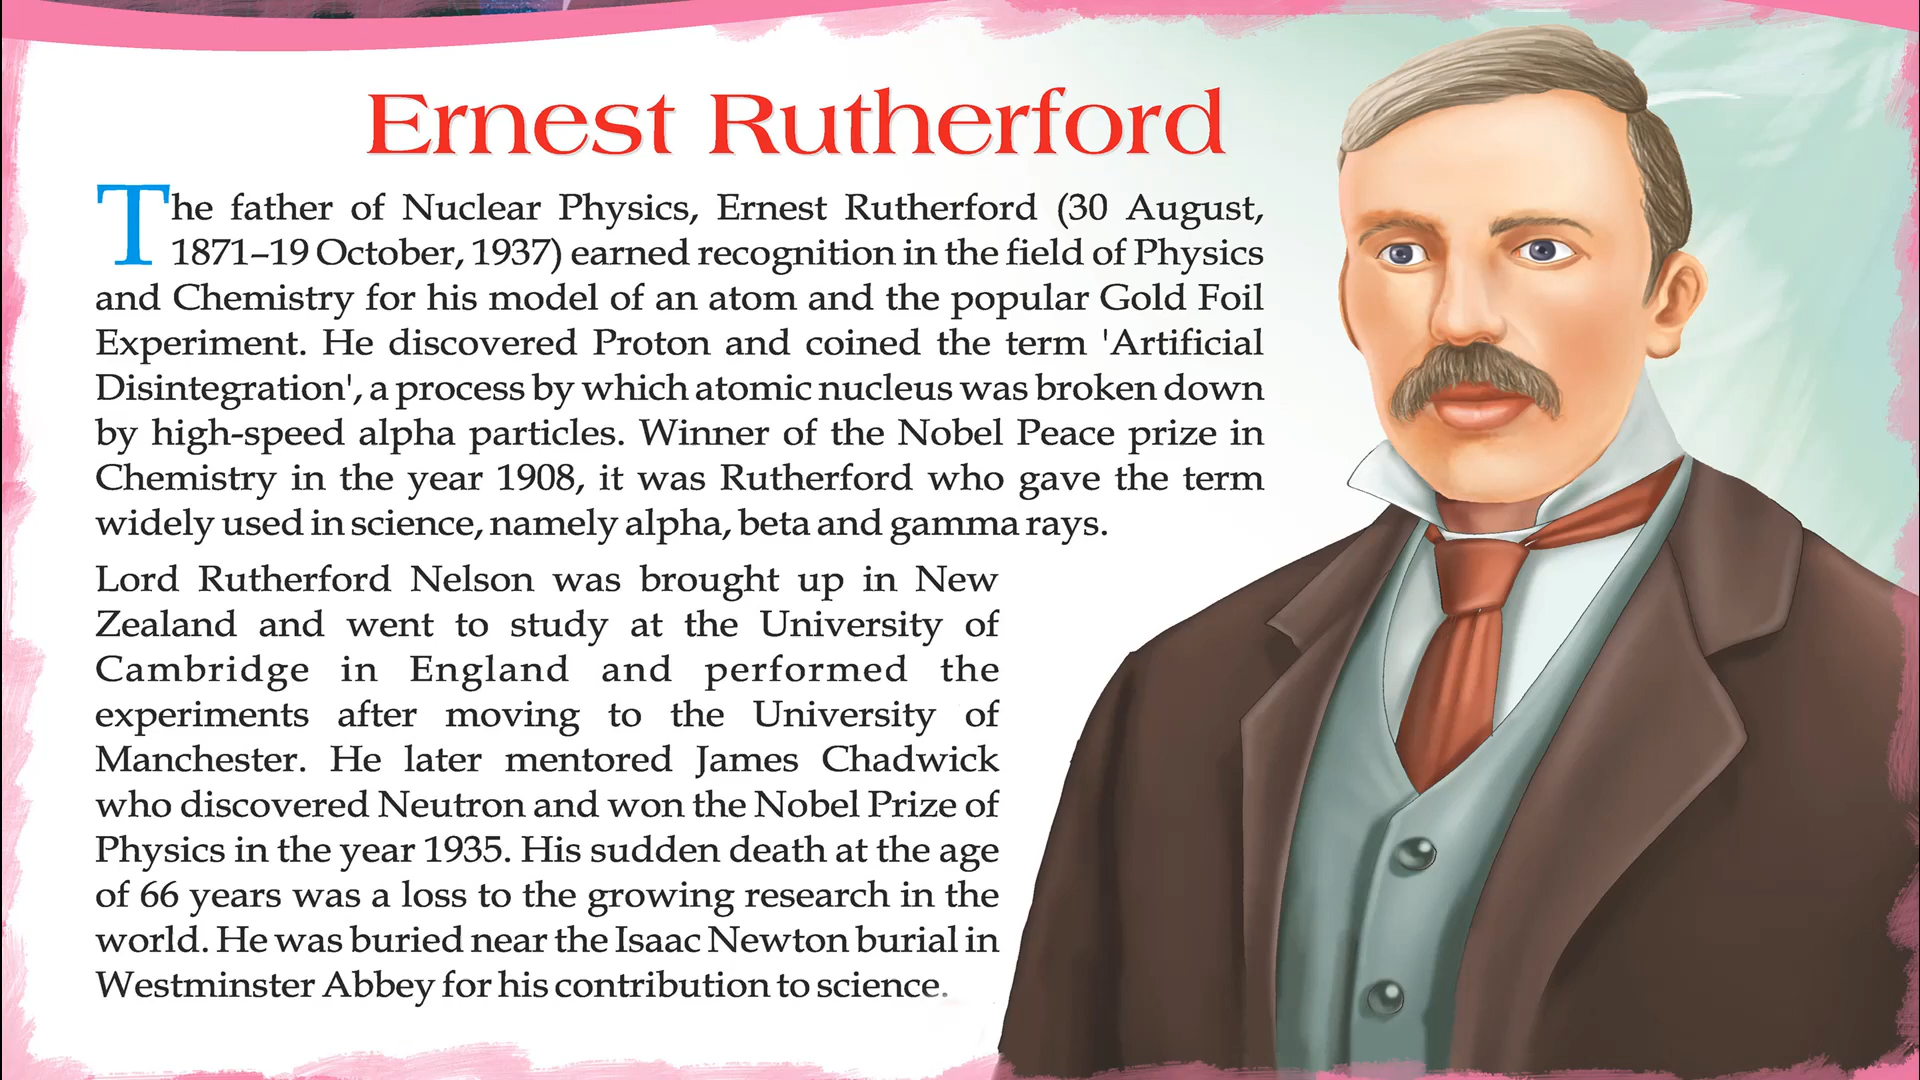 Ernest Rutherford
The father of Nuclear Physics, Ernest Rutherford (30 August,
1871–19 October, 1937) earned recognition in the field of Physics
and Chemistry for his model of an atom and the popular Gold Foil
Experiment. He discovered Proton and coined the term 'Artificial
Disintegration', a process by which atomic nucleus was broken down
by high-speed alpha particles. Winner of the Nobel Peace prize in
Chemistry in the year 1908, it was Rutherford who gave the term
widely used in science, namely alpha, beta and gamma rays.
Lord Rutherford Nelson was brought up in New
Zealand and went to study at the University of
Cambridge in England and performed the
experiments after moving to the University of
Manchester. He later mentored James Chadwick
who discovered Neutron and won the Nobel Prize of
Physics in the year 1935. His sudden death at the age
of 66 years was a loss to the growing research in the
world. He was buried near the Isaac Newton burial in
Westminster Abbey for his contribution to science.